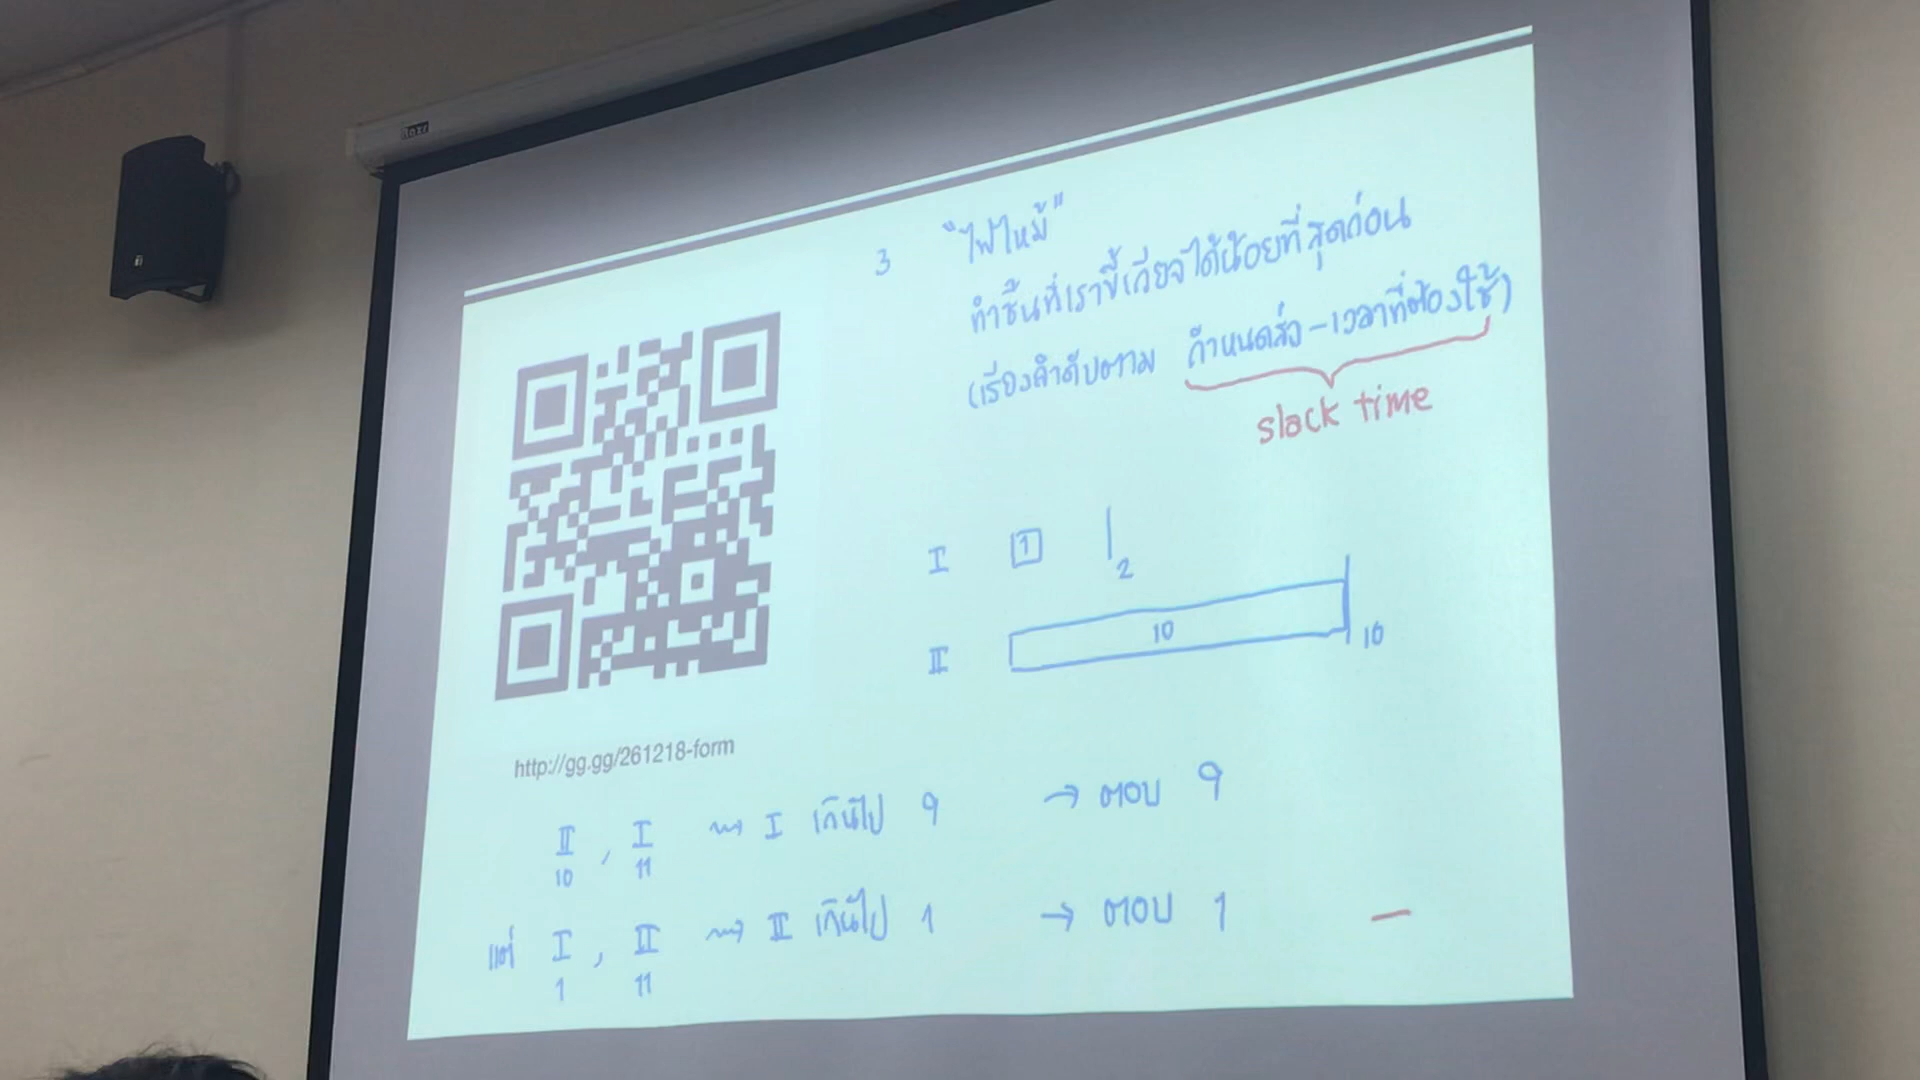 3 "ไฟไหม้"
ทำชิ้นที่เราขี้เกียจได้น้อยที่สุดก่อน
(เรียงลำดับตาม กำหนดส่ง - เวลาที่ต้องใช้)
slack time
I 1 2
II 10 10
http://gg.gg/261218-form
II , I ⇝ I เกินไป 9 → ตอบ 9
10 11
แต่ I , II ⇝ II เกินไป 1 → ตอบ 1
1 11